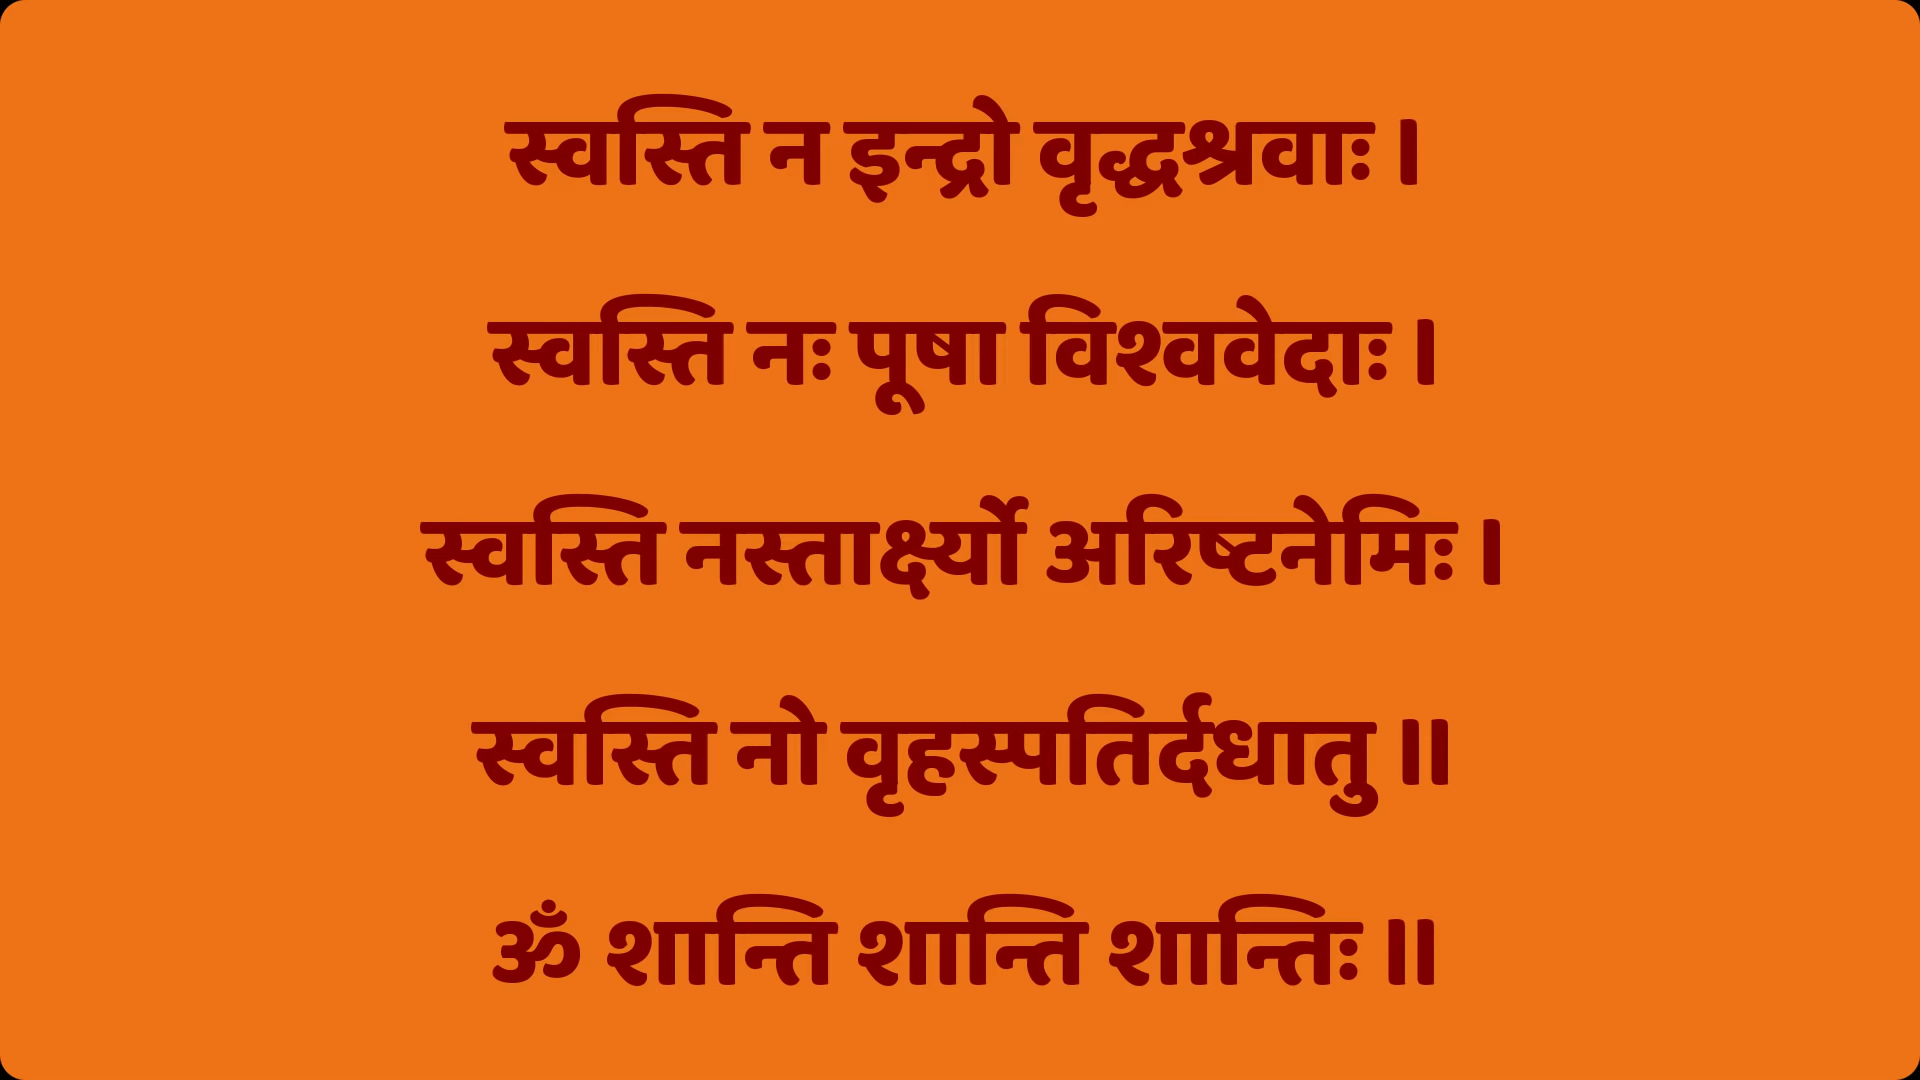 स्वस्ति न इन्द्रो वृद्धश्रवाः ।
स्वस्ति नः पूषा विश्ववेदाः ।
स्वस्ति नस्तार्क्ष्यो अरिष्टनेमिः ।
स्वस्ति नो वृहस्पतिर्दधातु ॥
ॐ शान्ति शान्ति शान्तिः ॥